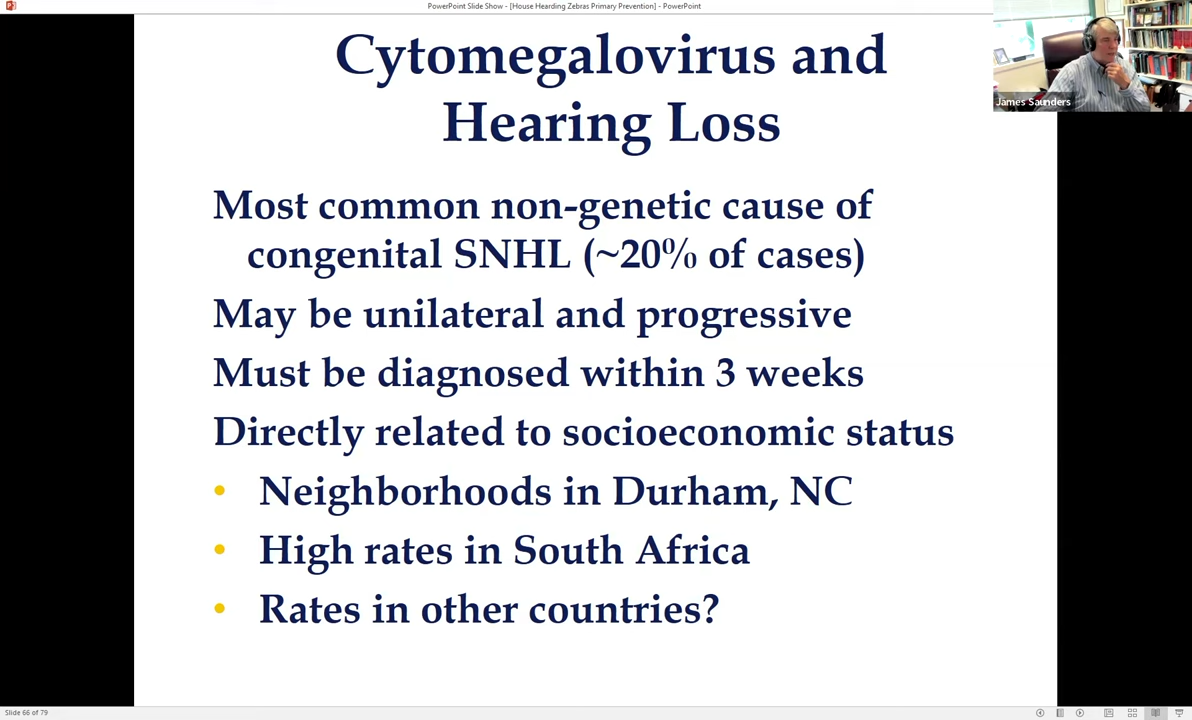 PowerPoint Slide Show - [House Hearding Zebras Primary Prevention] - PowerPoint
James Saunders
Cytomegalovirus and
Hearing Loss
Most common non-genetic cause of
congenital SNHL (~20% of cases)
May be unilateral and progressive
Must be diagnosed within 3 weeks
Directly related to socioeconomic status
• Neighborhoods in Durham, NC
• High rates in South Africa
• Rates in other countries?
Slide 66 of 79